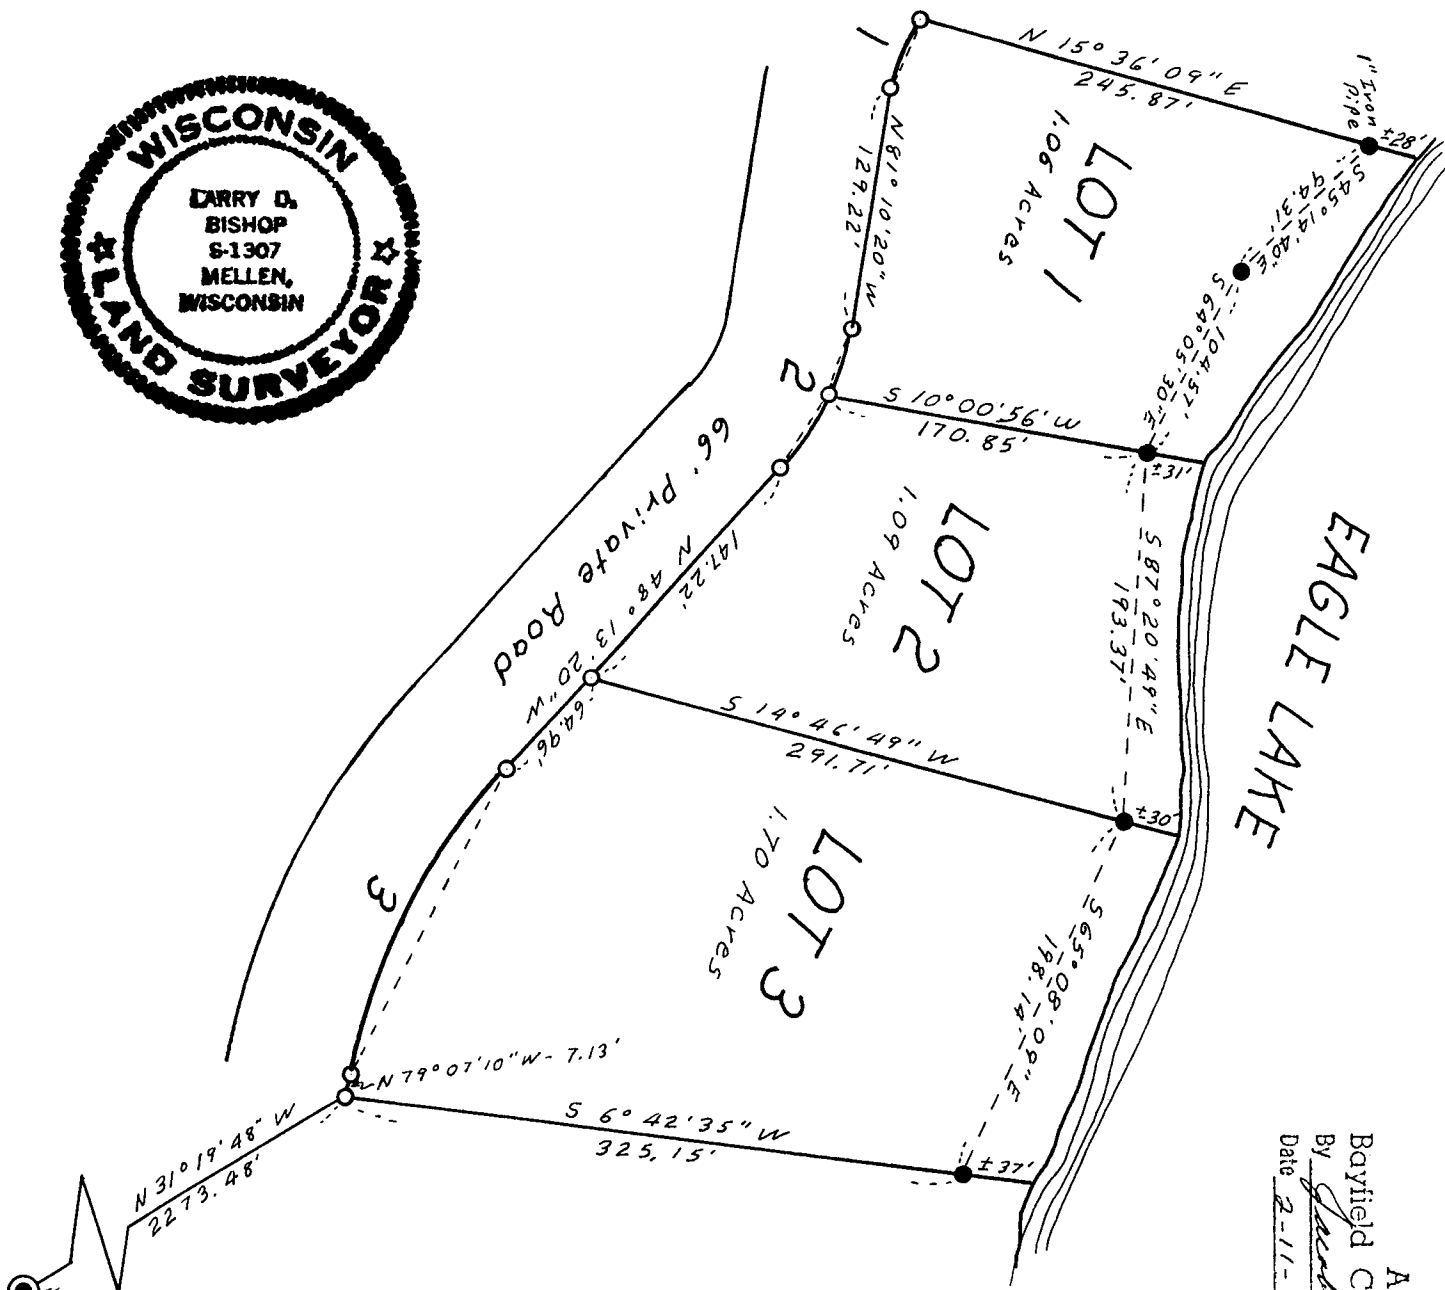 WISCONSIN
LARRY D.
BISHOP
S-1307
MELLEN,
WISCONSIN
LAND SURVEYOR
1
N 15° 36' 09" E
245.87'
1" Iron
Pipe
±28'
LOT 1
1.06 Acres
N 81° 10' 20" W
129.22'
S 45° 14' 40" E
94.31'
104.57'
S 64° 05' 30" E
2
S 10° 00' 56' W
170.85'
±31'
66' Private Road
147.22'
N 48° 13' 20" W
64.96'
LOT 2
1.09 Acres
S 87° 20' 49" E
193.37'
EAGLE LAKE
S 14° 46' 49" W
291.71'
±30'
3
LOT 3
1.70 Acres
S 65° 08' 09" E
198.14'
N 79° 07' 10" W - 7.13'
S 6° 42' 35" W
325.15'
±37'
N 31° 19' 48" W
2273.48'
A
Bayfield C
By
Date 2-11-